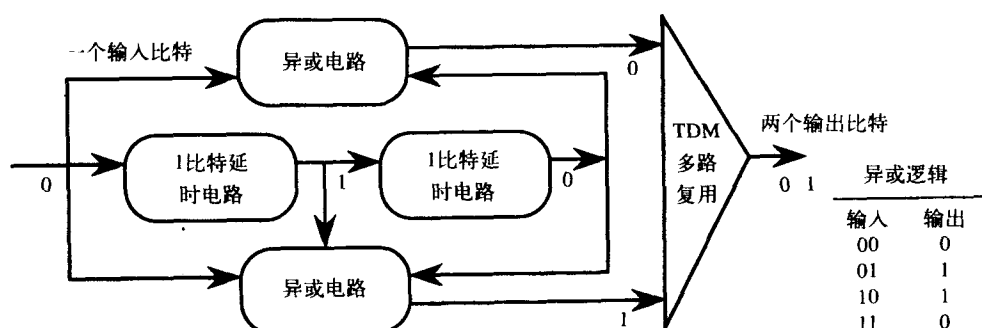 一个输入比特
异或电路
0
TDM
多路
复用
两个输出比特
0 1
0
1比特延
时电路
1
1比特延
时电路
0
异或电路
1
异或逻辑
输入 输出
00 0
01 1
10 1
11 0